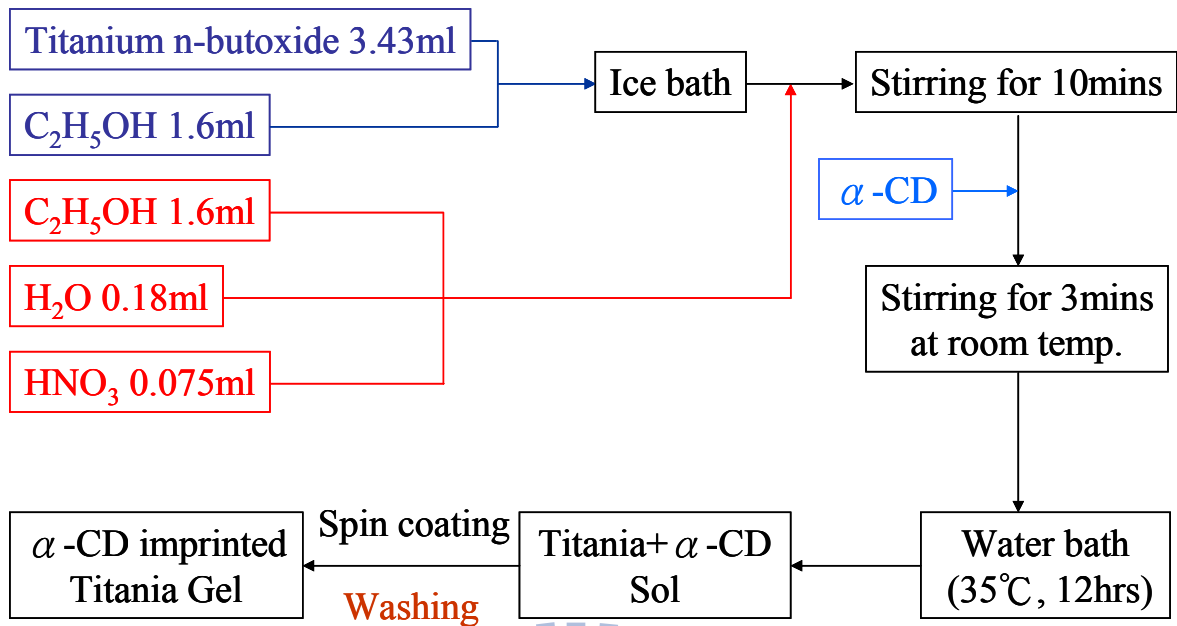 Titanium n-butoxide 3.43ml
C₂H₅OH 1.6ml
Ice bath
Stirring for 10mins
C₂H₅OH 1.6ml
H₂O 0.18ml
HNO₃ 0.075ml
α-CD
Stirring for 3mins
at room temp.
Water bath
(35℃, 12hrs)
Titania+α-CD
Sol
Spin coating
Washing
α-CD imprinted
Titania Gel